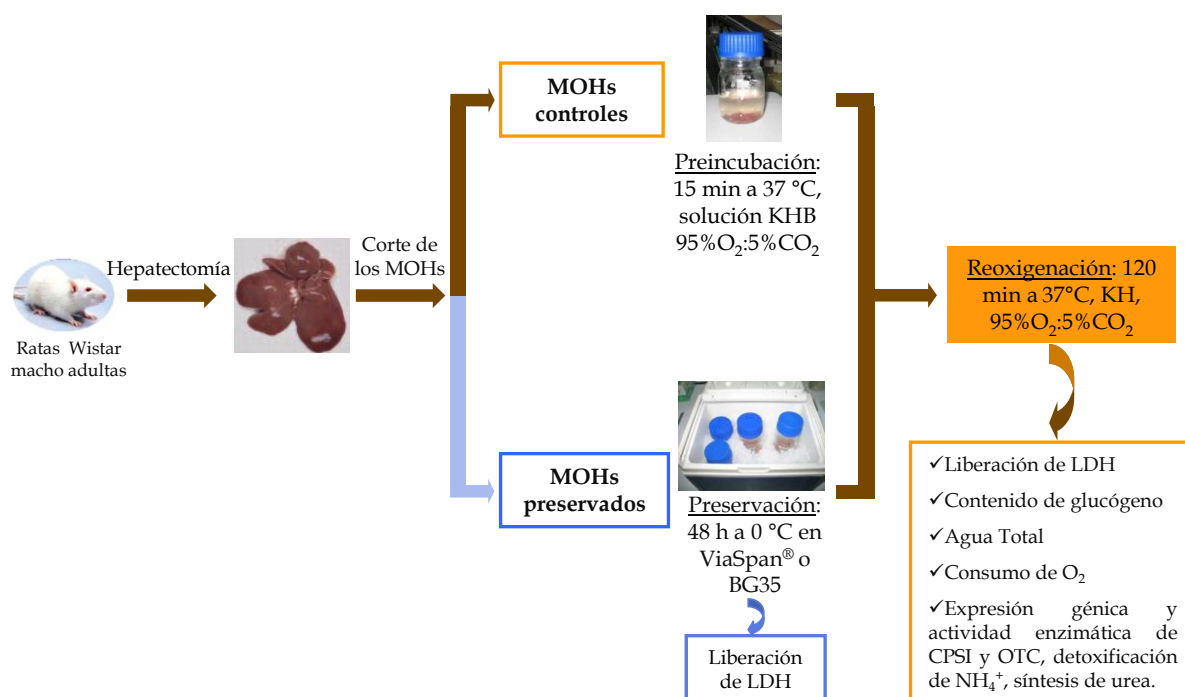 Ratas Wistar
macho adultas
Hepatectomía
Corte de
los MOHs
MOHs
controles
Preincubación:
15 min a 37 °C,
solución KHB
95%O₂:5%CO₂
MOHs
preservados
Preservación:
48 h a 0 °C en
ViaSpan® o
BG35
Liberación
de LDH
Reoxigenación: 120
min a 37°C, KH,
95%O₂:5%CO₂
✓Liberación de LDH
✓Contenido de glucógeno
✓Agua Total
✓Consumo de O₂
✓Expresión génica y
actividad enzimática de
CPSI y OTC, detoxificación
de NH₄⁺, síntesis de urea.